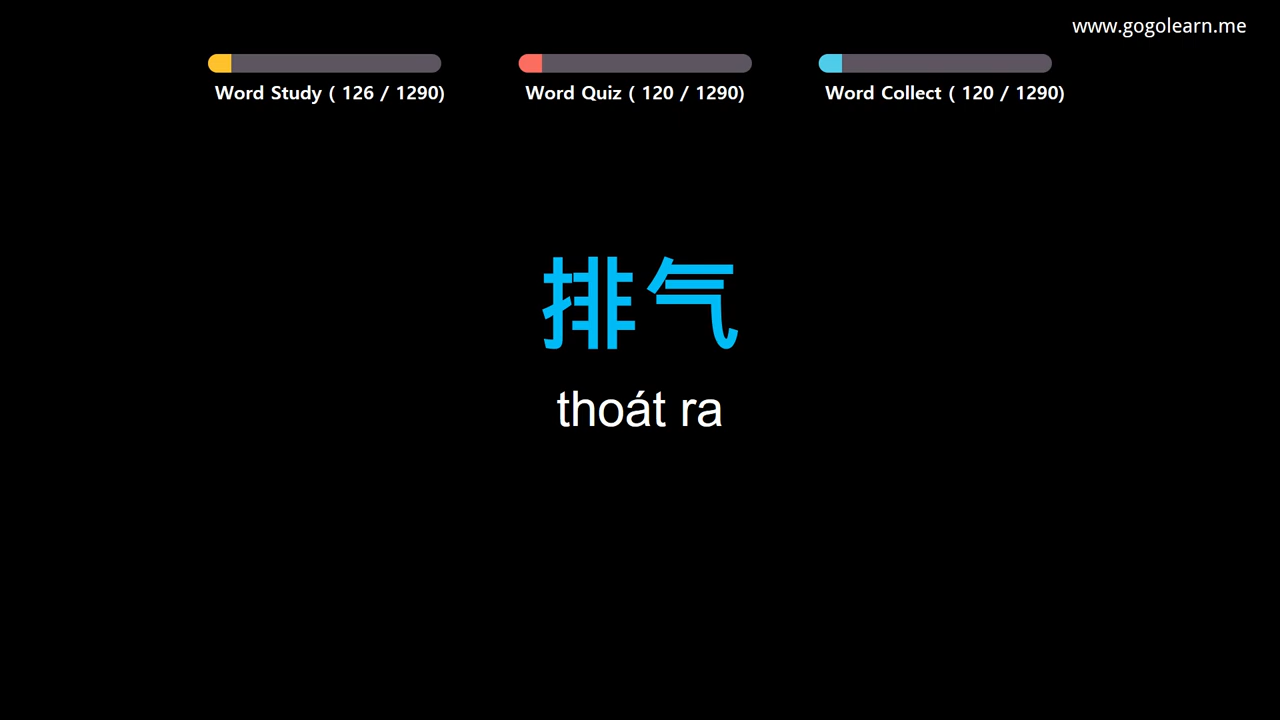 www.gogolearn.me
Word Study ( 126 / 1290)
Word Quiz ( 120 / 1290)
Word Collect ( 120 / 1290)
排气
thoát ra